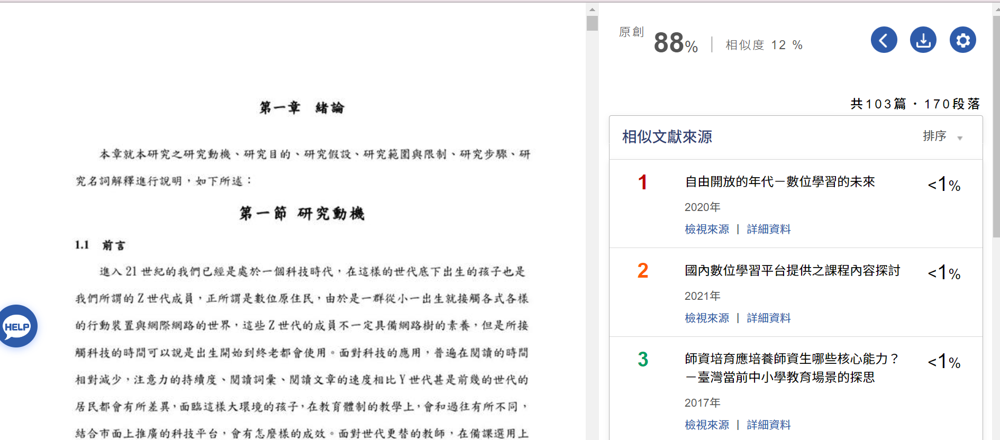 第一章 緒論
本章就本研究之研究動機、研究目的、研究假設、研究範圍與限制、研究步驟、研
究名詞解釋進行說明，如下所述：
第一節 研究動機
1.1 前言
進入 21 世紀的我們已經是處於一個科技時代，在這樣的世代底下出生的孩子也是
我們所謂的 Z 世代成員，正所謂是數位原住民，由於是一群從小一出生就接觸各式各樣
的行動裝置與網際網路的世界，這些 Z 世代的成員不一定具備網路樹的素養，但是所接
觸科技的時間可以說是出生開始到終老都會使用。面對科技的應用，普遍在閱讀的時間
相對減少，注意力的持續度、閱讀詞彙、閱讀文章的速度相比 Y 世代甚是前幾的世代的
居民都會有所差異，面臨這樣大環境的孩子，在教育體制的教學上，會和過往有所不同，
結合市面上推廣的科技平台，會有怎麼樣的成效。面對世代更替的教師，在備課選用上
HELP
原創 88% | 相似度 12 %
共103篇・170段落
相似文獻來源 排序
1 自由開放的年代－數位學習的未來 <1%
2020年
檢視來源 | 詳細資料
2 國內數位學習平台提供之課程內容探討 <1%
2021年
檢視來源 | 詳細資料
3 師資培育應培養師資生哪些核心能力？ <1%
－臺灣當前中小學教育場景的探思
2017年
檢視來源 | 詳細資料